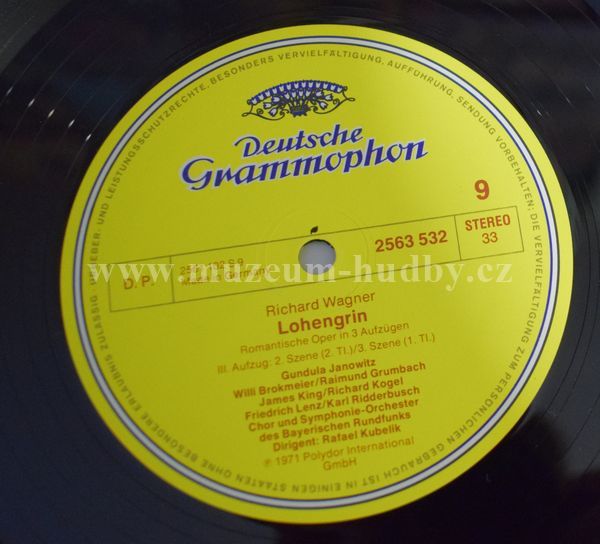 URHEBER- UND LEISTUNGSSCHUTZRECHTE, BESONDERS VERVIELFÄLTIGUNG, AUFFÜHRUNG, SENDUNG VORBEHALTEN; DIE VERVIELFÄLTIGUNG ZUM PERSÖNLICHEN GEBRAUCH IST IN EINIGEN STAATEN OHNE BESONDERE ERLAUBNIS ZULÄSSIG.
Deutsche
Grammophon
9
D. P.
2563 532
STEREO
33
www.muzeum-hudby.cz
Richard Wagner
Lohengrin
Romantische Oper in 3 Aufzügen
III. Aufzug: 2. Szene (2. Tl.)/3. Szene (1. Tl.)
Gundula Janowitz
Willi Brokmeier/Raimund Grumbach
James King/Richard Kogel
Friedrich Lenz/Karl Ridderbusch
Chor und Symphonie-Orchester
des Bayerischen Rundfunks
Dirigent: Rafael Kubelik
℗ 1971 Polydor International
GmbH